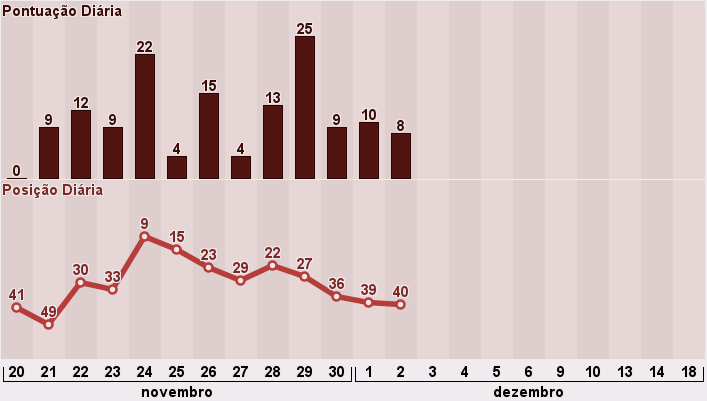 Pontuação Diária
0 9 12 9 22 4 15 4 13 25 9 10 8
Posição Diária
41 49 30 33 9 15 23 29 22 27 36 39 40
20 21 22 23 24 25 26 27 28 29 30 1 2 3 4 5 6 9 10 13 14 18
novembro dezembro